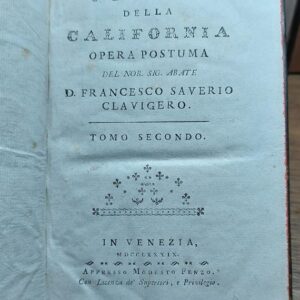 DELLA
CALIFORNIA
OPERA POSTUMA
DEL NOB. SIG. ABATE
D. FRANCESCO SAVERIO
CLAVIGERO.
TOMO SECONDO.
IN VENEZIA,
MDCCLXXXIX.
APPRESSO MODESTO FENZO.
Con Licenza de' Superiori, e Privilegio.